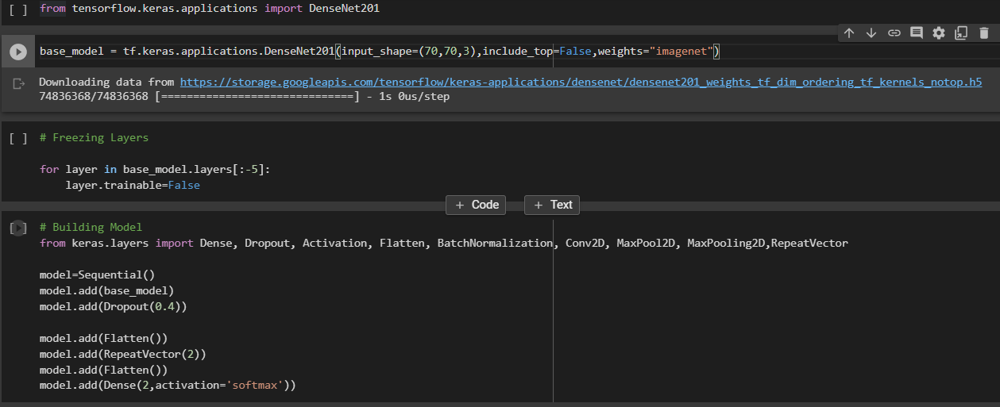 [ ] from tensorflow.keras.applications import DenseNet201
base_model = tf.keras.applications.DenseNet201(input_shape=(70,70,3),include_top=False,weights="imagenet")
Downloading data from https://storage.googleapis.com/tensorflow/keras-applications/densenet/densenet201_weights_tf_dim_ordering_tf_kernels_notop.h5
74836368/74836368 [==============================] - 1s 0us/step
[ ] # Freezing Layers
for layer in base_model.layers[:-5]:
    layer.trainable=False
+ Code + Text
[ ] # Building Model
from keras.layers import Dense, Dropout, Activation, Flatten, BatchNormalization, Conv2D, MaxPool2D, MaxPooling2D,RepeatVector
model=Sequential()
model.add(base_model)
model.add(Dropout(0.4))
model.add(Flatten())
model.add(RepeatVector(2))
model.add(Flatten())
model.add(Dense(2,activation='softmax'))